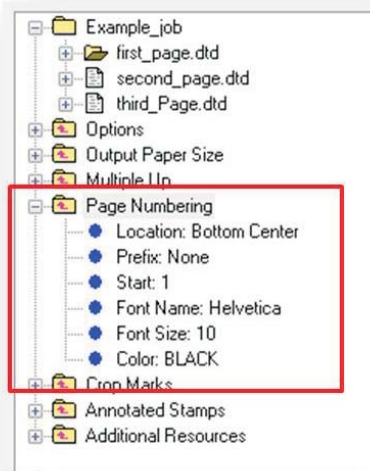 Example_job
first_page.dtd
second_page.dtd
third_Page.dtd
Options
Output Paper Size
Multiple Up
Page Numbering
Location: Bottom Center
Prefix: None
Start: 1
Font Name: Helvetica
Font Size: 10
Color: BLACK
Crop Marks
Annotated Stamps
Additional Resources